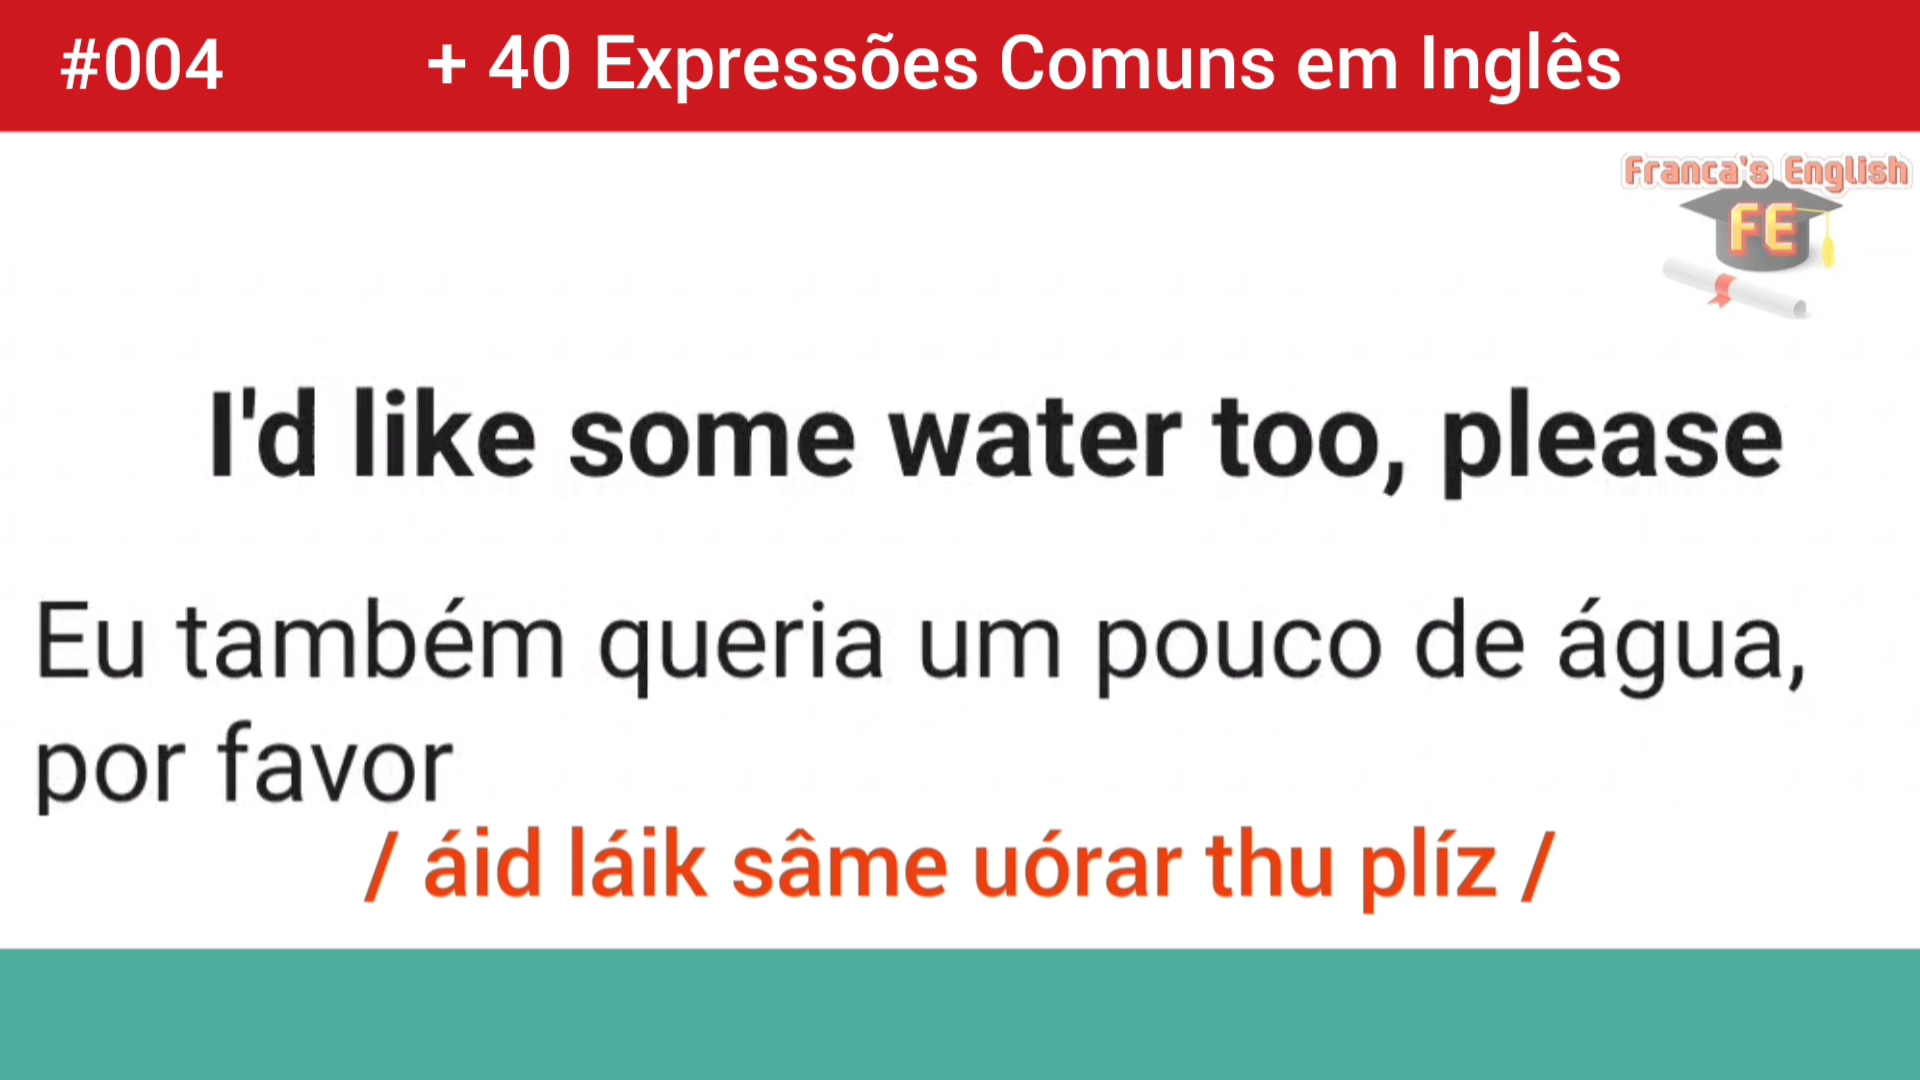 #004 + 40 Expressões Comuns em Inglês
Franca's English
FE
I'd like some water too, please
Eu também queria um pouco de água,
por favor
/ áid láik sâme uórar thu plíz /